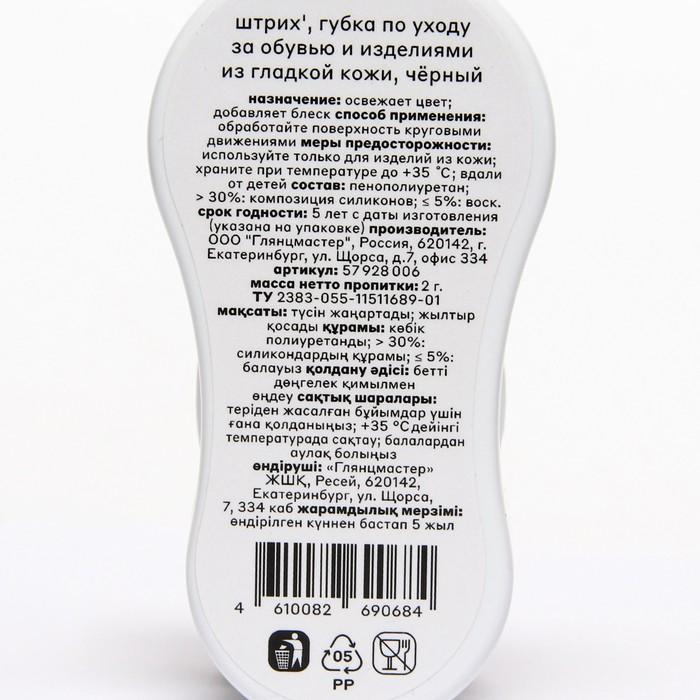 штрих', губка по уходу
за обувью и изделиями
из гладкой кожи, чёрный
назначение: освежает цвет;
добавляет блеск способ применения:
обработайте поверхность круговыми
движениями меры предосторожности:
используйте только для изделий из кожи;
храните при температуре до +35 °С; вдали
от детей состав: пенополиуретан;
> 30%: композиция силиконов; ≤ 5%: воск.
срок годности: 5 лет с даты изготовления
(указана на упаковке) производитель:
ООО "Глянцмастер", Россия, 620142, г.
Екатеринбург, ул. Щорса, д.7, офис 334
артикул: 57 928 006
масса нетто пропитки: 2 г.
ТУ 2383-055-11511689-01
мақсаты: түсін жаңартады; жылтыр
қосады құрамы: көбік
полиуретанды; > 30%:
силикондардың құрамы; ≤ 5%:
балауыз қолдану әдісі: бетті
дөңгелек қимылмен
өңдеу сақтық шаралары:
теріден жасалған бұйымдар үшін
ғана қолданыңыз; +35 °С дейінгі
температурада сақтау; балалардан
аулақ болыңыз
өндіруші: «Глянцмастер»
ЖШҚ, Ресей, 620142,
Екатеринбург, ул. Щорса,
7, 334 каб жарамдылық мерзімі:
өндірілген күннен бастап 5 жыл
4 610082 690684
05
PP